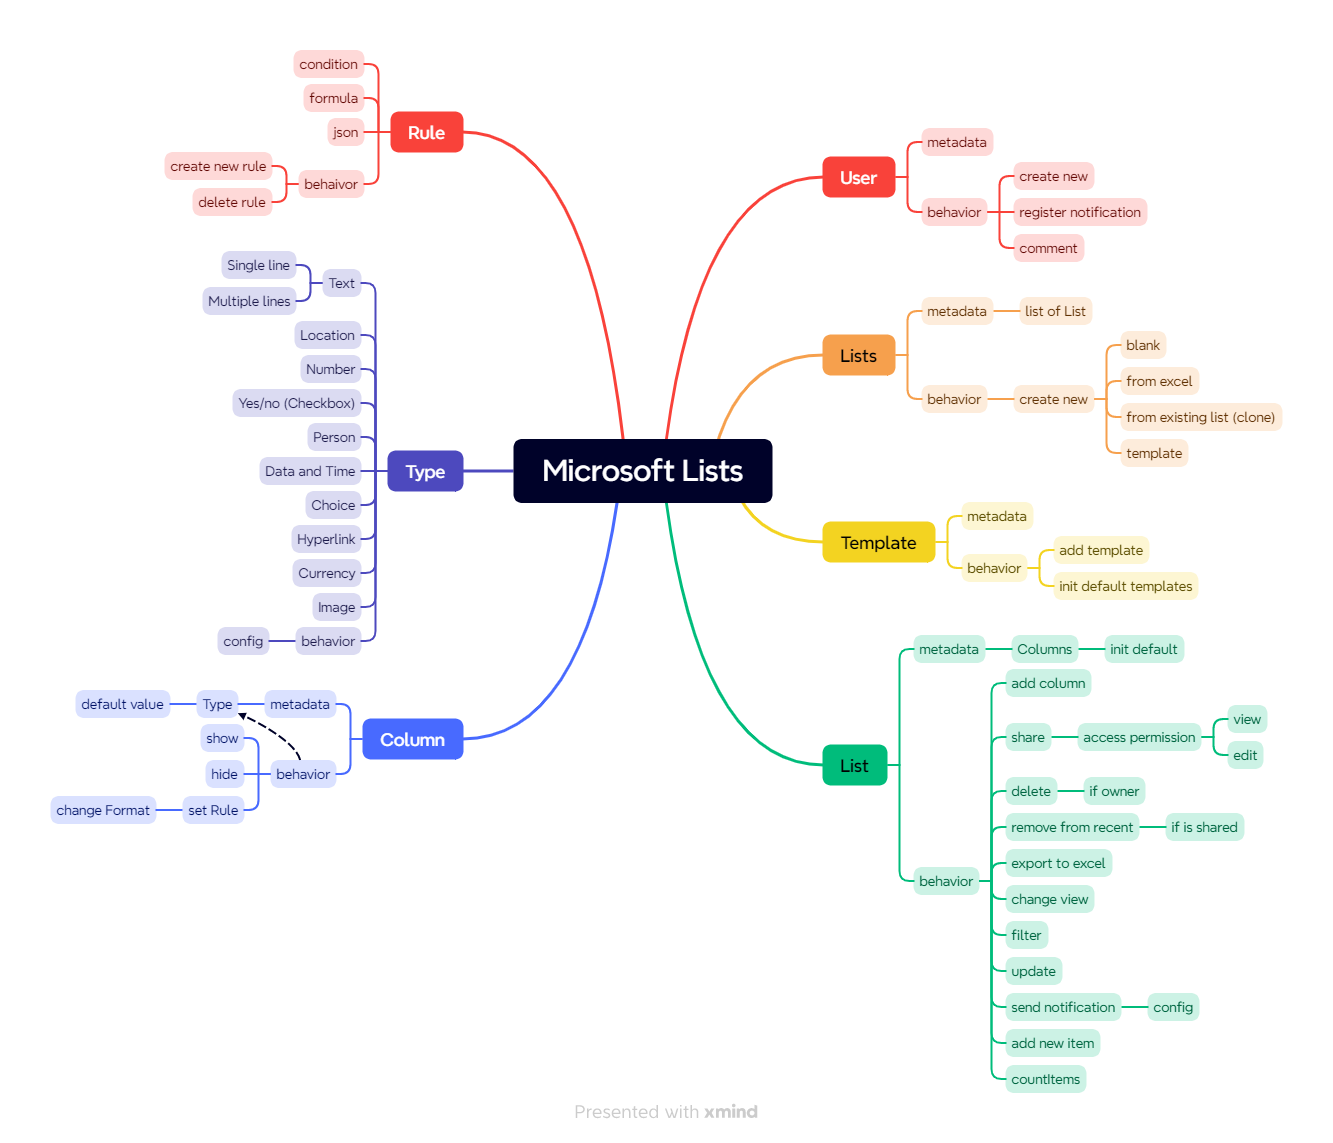 Microsoft Lists
Rule
condition
formula
json
behaivor
create new rule
delete rule
Type
Text
Single line
Multiple lines
Location
Number
Yes/no (Checkbox)
Person
Data and Time
Choice
Hyperlink
Currency
Image
behavior
config
Column
metadata
Type
default value
behavior
show
hide
set Rule
change Format
User
metadata
behavior
create new
register notification
comment
Lists
metadata
list of List
behavior
create new
blank
from excel
from existing list (clone)
template
Template
metadata
behavior
add template
init default templates
List
metadata
Columns
init default
behavior
add column
share
access permission
view
edit
delete
if owner
remove from recent
if is shared
export to excel
change view
filter
update
send notification
config
add new item
countItems
Presented with xmind